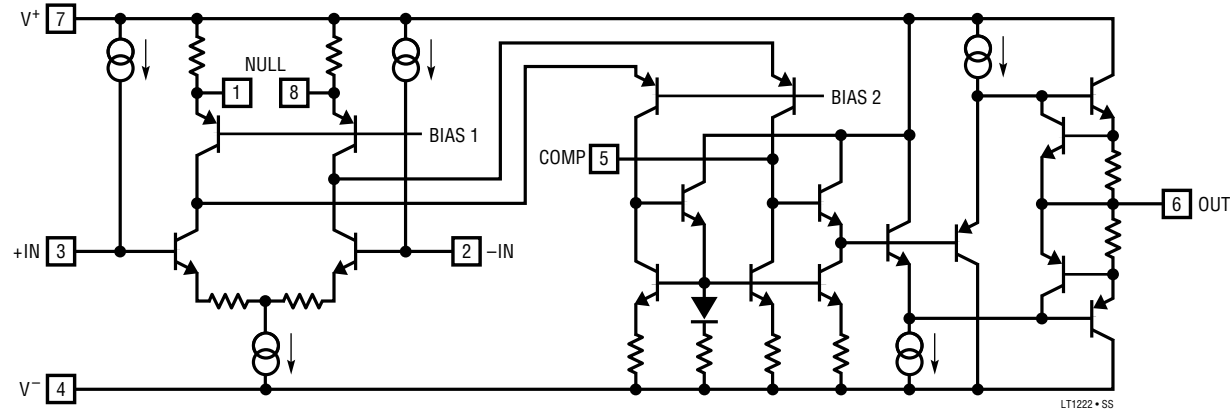 V+ 7
NULL
1 8
BIAS 1
BIAS 2
COMP 5
+IN 3
2 –IN
6 OUT
V– 4
LT1222 • SS